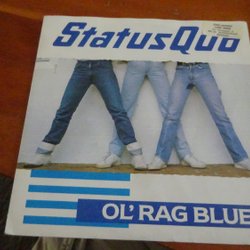 StatusQuo
OL' RAG BLUE